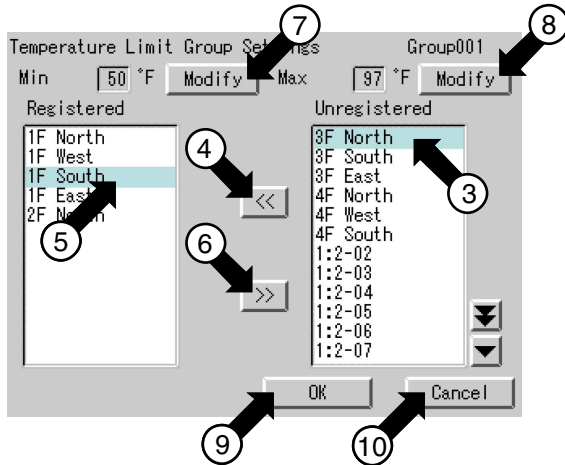 7
8
Temperature Limit Group Settings Group001
Min 50 °F Modify Max 97 °F Modify
Registered Unregistered
1F North
1F West
1F South
1F East
2F North
5
4
<<
6
>>
3F North
3F South
3F East
4F North
4F West
4F South
1:2-02
1:2-03
1:2-04
1:2-05
1:2-06
1:2-07
3
OK Cancel
9
10